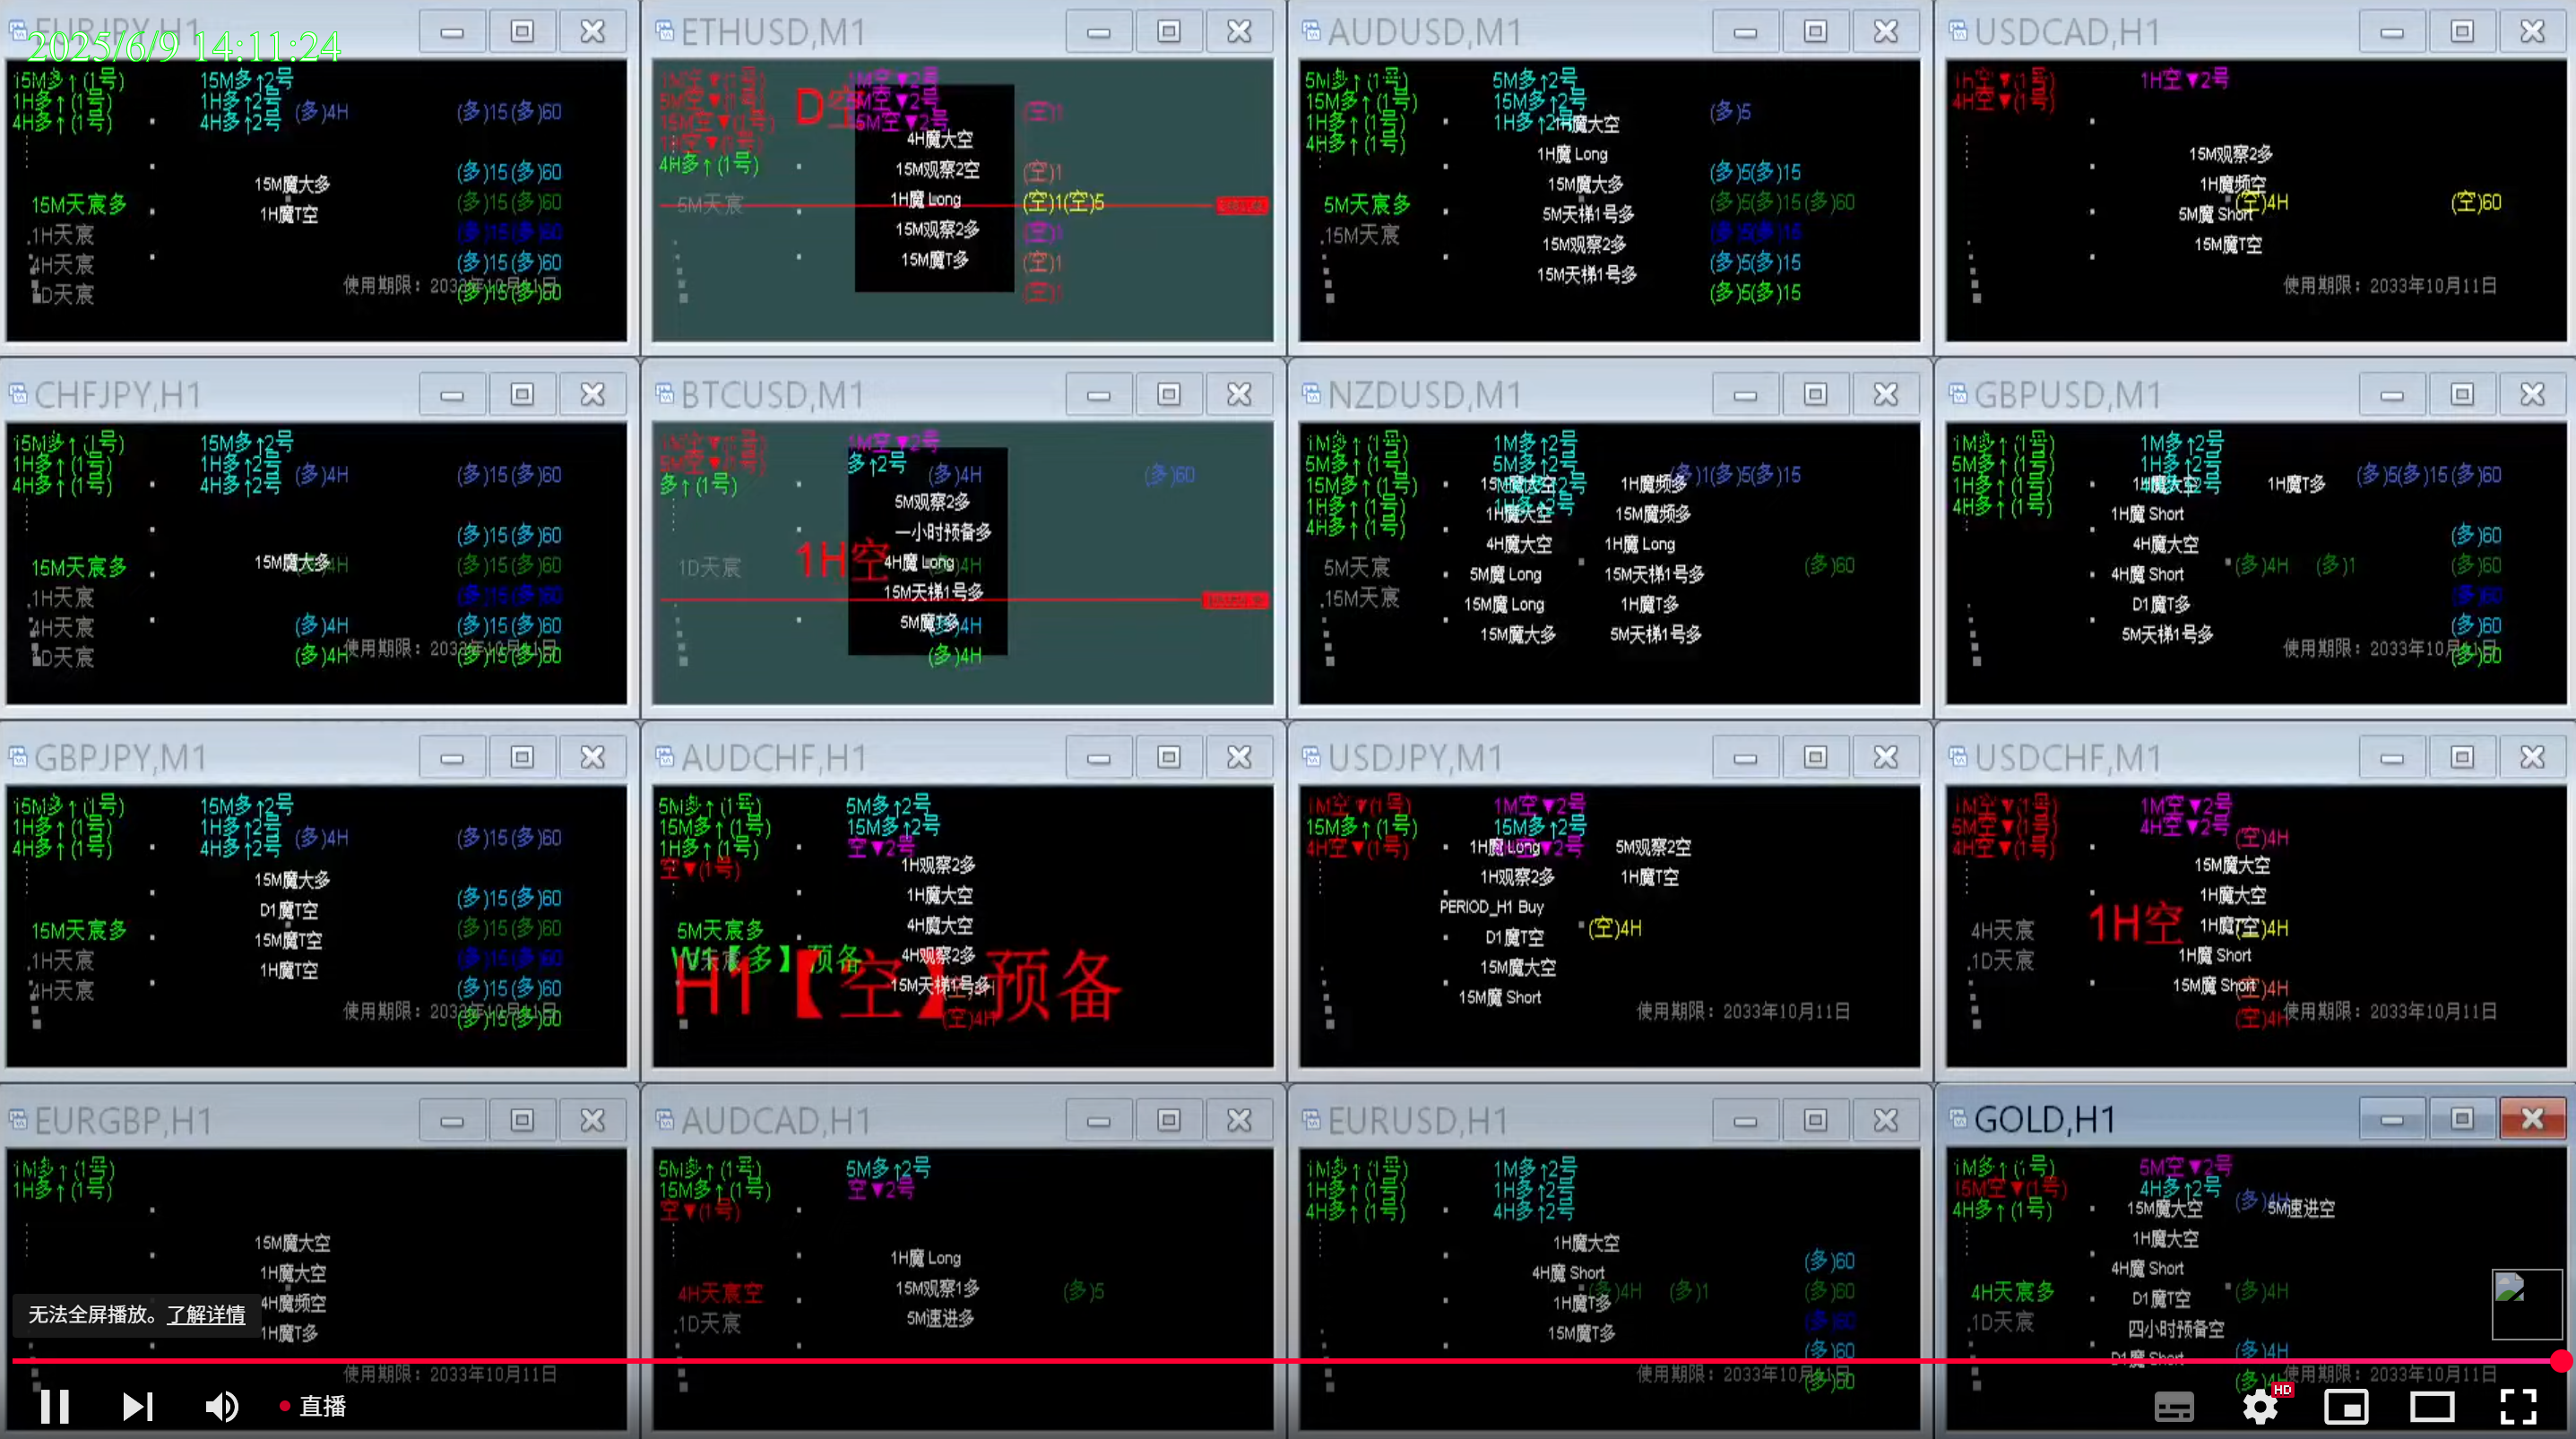 EURJPY,H1
2025/6/9 14:11:24
15M多↑(1号) 15M多↑2号
1H多↑(1号) 1H多↑2号
4H多↑(1号) 4H多↑2号 (多)4H (多)15(多)60
(多)15(多)60
15M魔大多
15M天宸多 (多)15(多)60
1H魔T空
.1H天宸 (多)15(多)60
4H天宸 (多)15(多)60
使用期限：2033年10月11日
1D天宸 (多)15(多)60
ETHUSD,M1
1M空▼(1号) 1M空▼2号
5M空▼(1号) 5M空▼2号
15M空▼(1号) D空 5M空▼2号 (空)1
1H空▼(1号) 4H魔大空
4H多↑(1号) 15M观察2空 (空)1
5M天宸 1H魔 Long (空)1(空)5
15M观察2多 (空)1
15M魔T多 (空)1
(空)1
AUDUSD,M1
5M多↑(1号) 5M多↑2号
15M多↑(1号) 15M多↑2号 (多)5
1H多↑(1号) 1H多↑2号 1H魔大空
4H多↑(1号) 1H魔 Long
15M魔大多 (多)5(多)15
5M天宸多 5M天梯1号多 (多)5(多)15(多)60
.15M天宸 15M观察2多 (多)5(多)15
15M天梯1号多 (多)5(多)15
(多)5(多)15
USDCAD,H1
1H空▼(1号) 1H空▼2号
4H空▼(1号)
15M观察2多
1H魔频空
(空)4H (空)60
5M魔 Short
15M魔T空
使用期限：2033年10月11日
CHFJPY,H1
15M多↑(1号) 15M多↑2号
1H多↑(1号) 1H多↑2号
4H多↑(1号) 4H多↑2号 (多)4H (多)15(多)60
(多)15(多)60
15M天宸多 15M魔大多 4H (多)15(多)60
.1H天宸 (多)15(多)60
4H天宸 (多)4H (多)15(多)60
使用期限：2033年10月11日
1D天宸 (多)4H (多)15(多)60
BTCUSD,M1
1M空▼(1号) 1M空▼2号
5M空▼(1号) 多↑2号 (多)4H (多)60
多↑(1号) 5M观察2多
一小时预备多
1D天宸 1H空 4H魔 Long 4H
15M天梯1号多
5M魔T多 4H
(多)4H
NZDUSD,M1
1M多↑(1号) 1M多↑2号
5M多↑(1号) 5M多↑2号 (多)1(多)5(多)15
15M多↑(1号) 15M魔大空 1H魔频多
1H多↑(1号) 1H魔大空 15M魔频多
4H多↑(1号) 4H魔大空 1H魔 Long
5M天宸 5M魔 Long 15M天梯1号多 (多)60
.15M天宸 15M魔 Long 1H魔T多
15M魔大多 5M天梯1号多
GBPUSD,M1
1M多↑(1号) 1M多↑2号
5M多↑(1号) 1H多↑2号 (多)5(多)15(多)60
1H多↑(1号) 1H魔大空 1H魔T多
4H多↑(1号) 1H魔 Short
4H魔大空 (多)60
4H魔 Short (多)4H (多)1 (多)60
D1魔T多 (多)60
5M天梯1号多 (多)60
使用期限：2033年10月11日
(多)60
GBPJPY,M1
15M多↑(1号) 15M多↑2号
1H多↑(1号) 1H多↑2号
4H多↑(1号) 4H多↑2号 (多)4H (多)15(多)60
15M魔大多 (多)15(多)60
D1魔T空
15M天宸多 15M魔T空 (多)15(多)60
.1H天宸 1H魔T空 (多)15(多)60
4H天宸 (多)15(多)60
使用期限：2033年10月11日
(多)15(多)60
AUDCHF,H1
5M多↑(1号) 5M多↑2号
15M多↑(1号) 15M多↑2号
1H多↑(1号) 空▼2号
空▼(1号) 1H观察2多
1H魔大空
5M天宸多 4H魔大空
W1【多】预备 4H观察2多
H1【空】预备
15M天梯1号多
(空)4H
USDJPY,M1
1M空▼(1号) 1M空▼2号
15M多↑(1号) 15M多↑2号
4H空▼(1号) 1H魔 Long 空▼2号 5M观察2空
1H观察2多 1H魔T空
PERIOD_H1 Buy
D1魔T空 (空)4H
15M魔大空
15M魔 Short
使用期限：2033年10月11日
USDCHF,M1
1M空▼(1号) 1M空▼2号
5M空▼(1号) 4H空▼2号
4H空▼(1号) (空)4H
15M魔大空
1H魔大空
4H天宸 1H空 1H魔T空 (空)4H
.1D天宸 1H魔 Short
15M魔 Short (空)4H
(空)4H
使用期限：2033年10月11日
EURGBP,H1
1M多↑(1号)
1H多↑(1号)
15M魔大空
1H魔大空
4H魔频空
1H魔T多
使用期限：2033年10月11日
AUDCAD,H1
5M多↑(1号) 5M多↑2号
15M多↑(1号) 空▼2号
空▼(1号)
1H魔 Long
4H天宸空 15M观察1多 (多)5
.1D天宸 5M速进多
EURUSD,H1
1M多↑(1号) 1M多↑2号
1H多↑(1号) 1H多↑2号
4H多↑(1号) 4H多↑2号
1H魔大空 (多)60
4H魔 Short
(多)4H (多)1 (多)60
1H魔T多
15M魔T多 (多)60
(多)60
使用期限：2033年10月11日
(多)60
GOLD,H1
1M多↑(1号) 5M空▼2号
15M空▼(1号) 4H多↑2号
4H多↑(1号) 15M魔大空 (多)4H 5M速进空
1H魔大空
4H魔 Short
4H天宸多 D1魔T空 (多)4H
.1D天宸 四小时预备空
D1魔 Short (多)4H
使用期限：2033年10月11日
(多)4H
无法全屏播放。了解详情
直播
HD